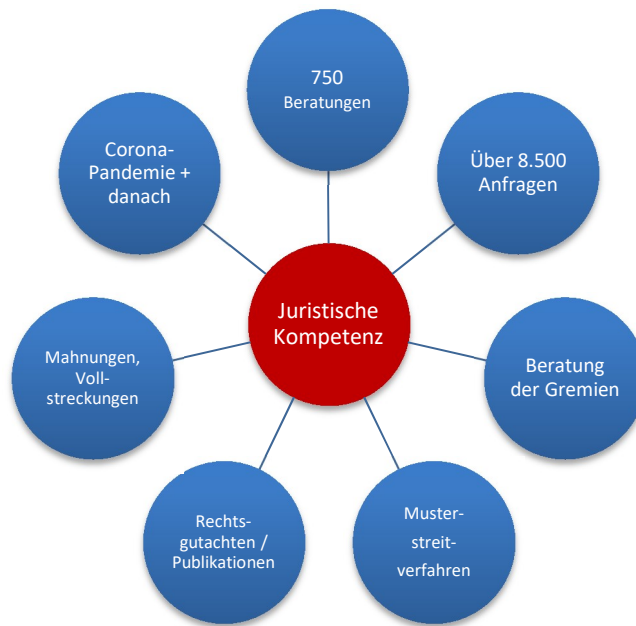 750
Beratungen
Über 8.500
Anfragen
Beratung
der Gremien
Muster-
streit-
verfahren
Rechts-
gutachten /
Publikationen
Mahnungen,
Voll-
streckungen
Corona-
Pandemie +
danach
Juristische
Kompetenz